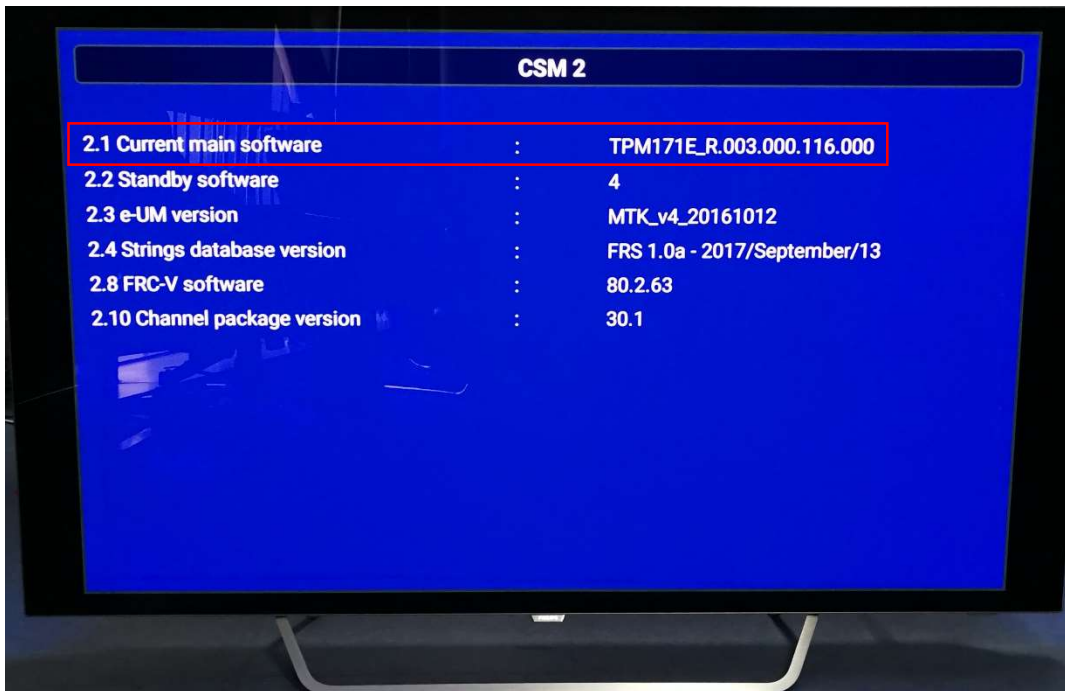 CSM 2
2.1 Current main software : TPM171E_R.003.000.116.000
2.2 Standby software : 4
2.3 e-UM version : MTK_v4_20161012
2.4 Strings database version : FRS 1.0a - 2017/September/13
2.8 FRC-V software : 80.2.63
2.10 Channel package version : 30.1
PHILIPS